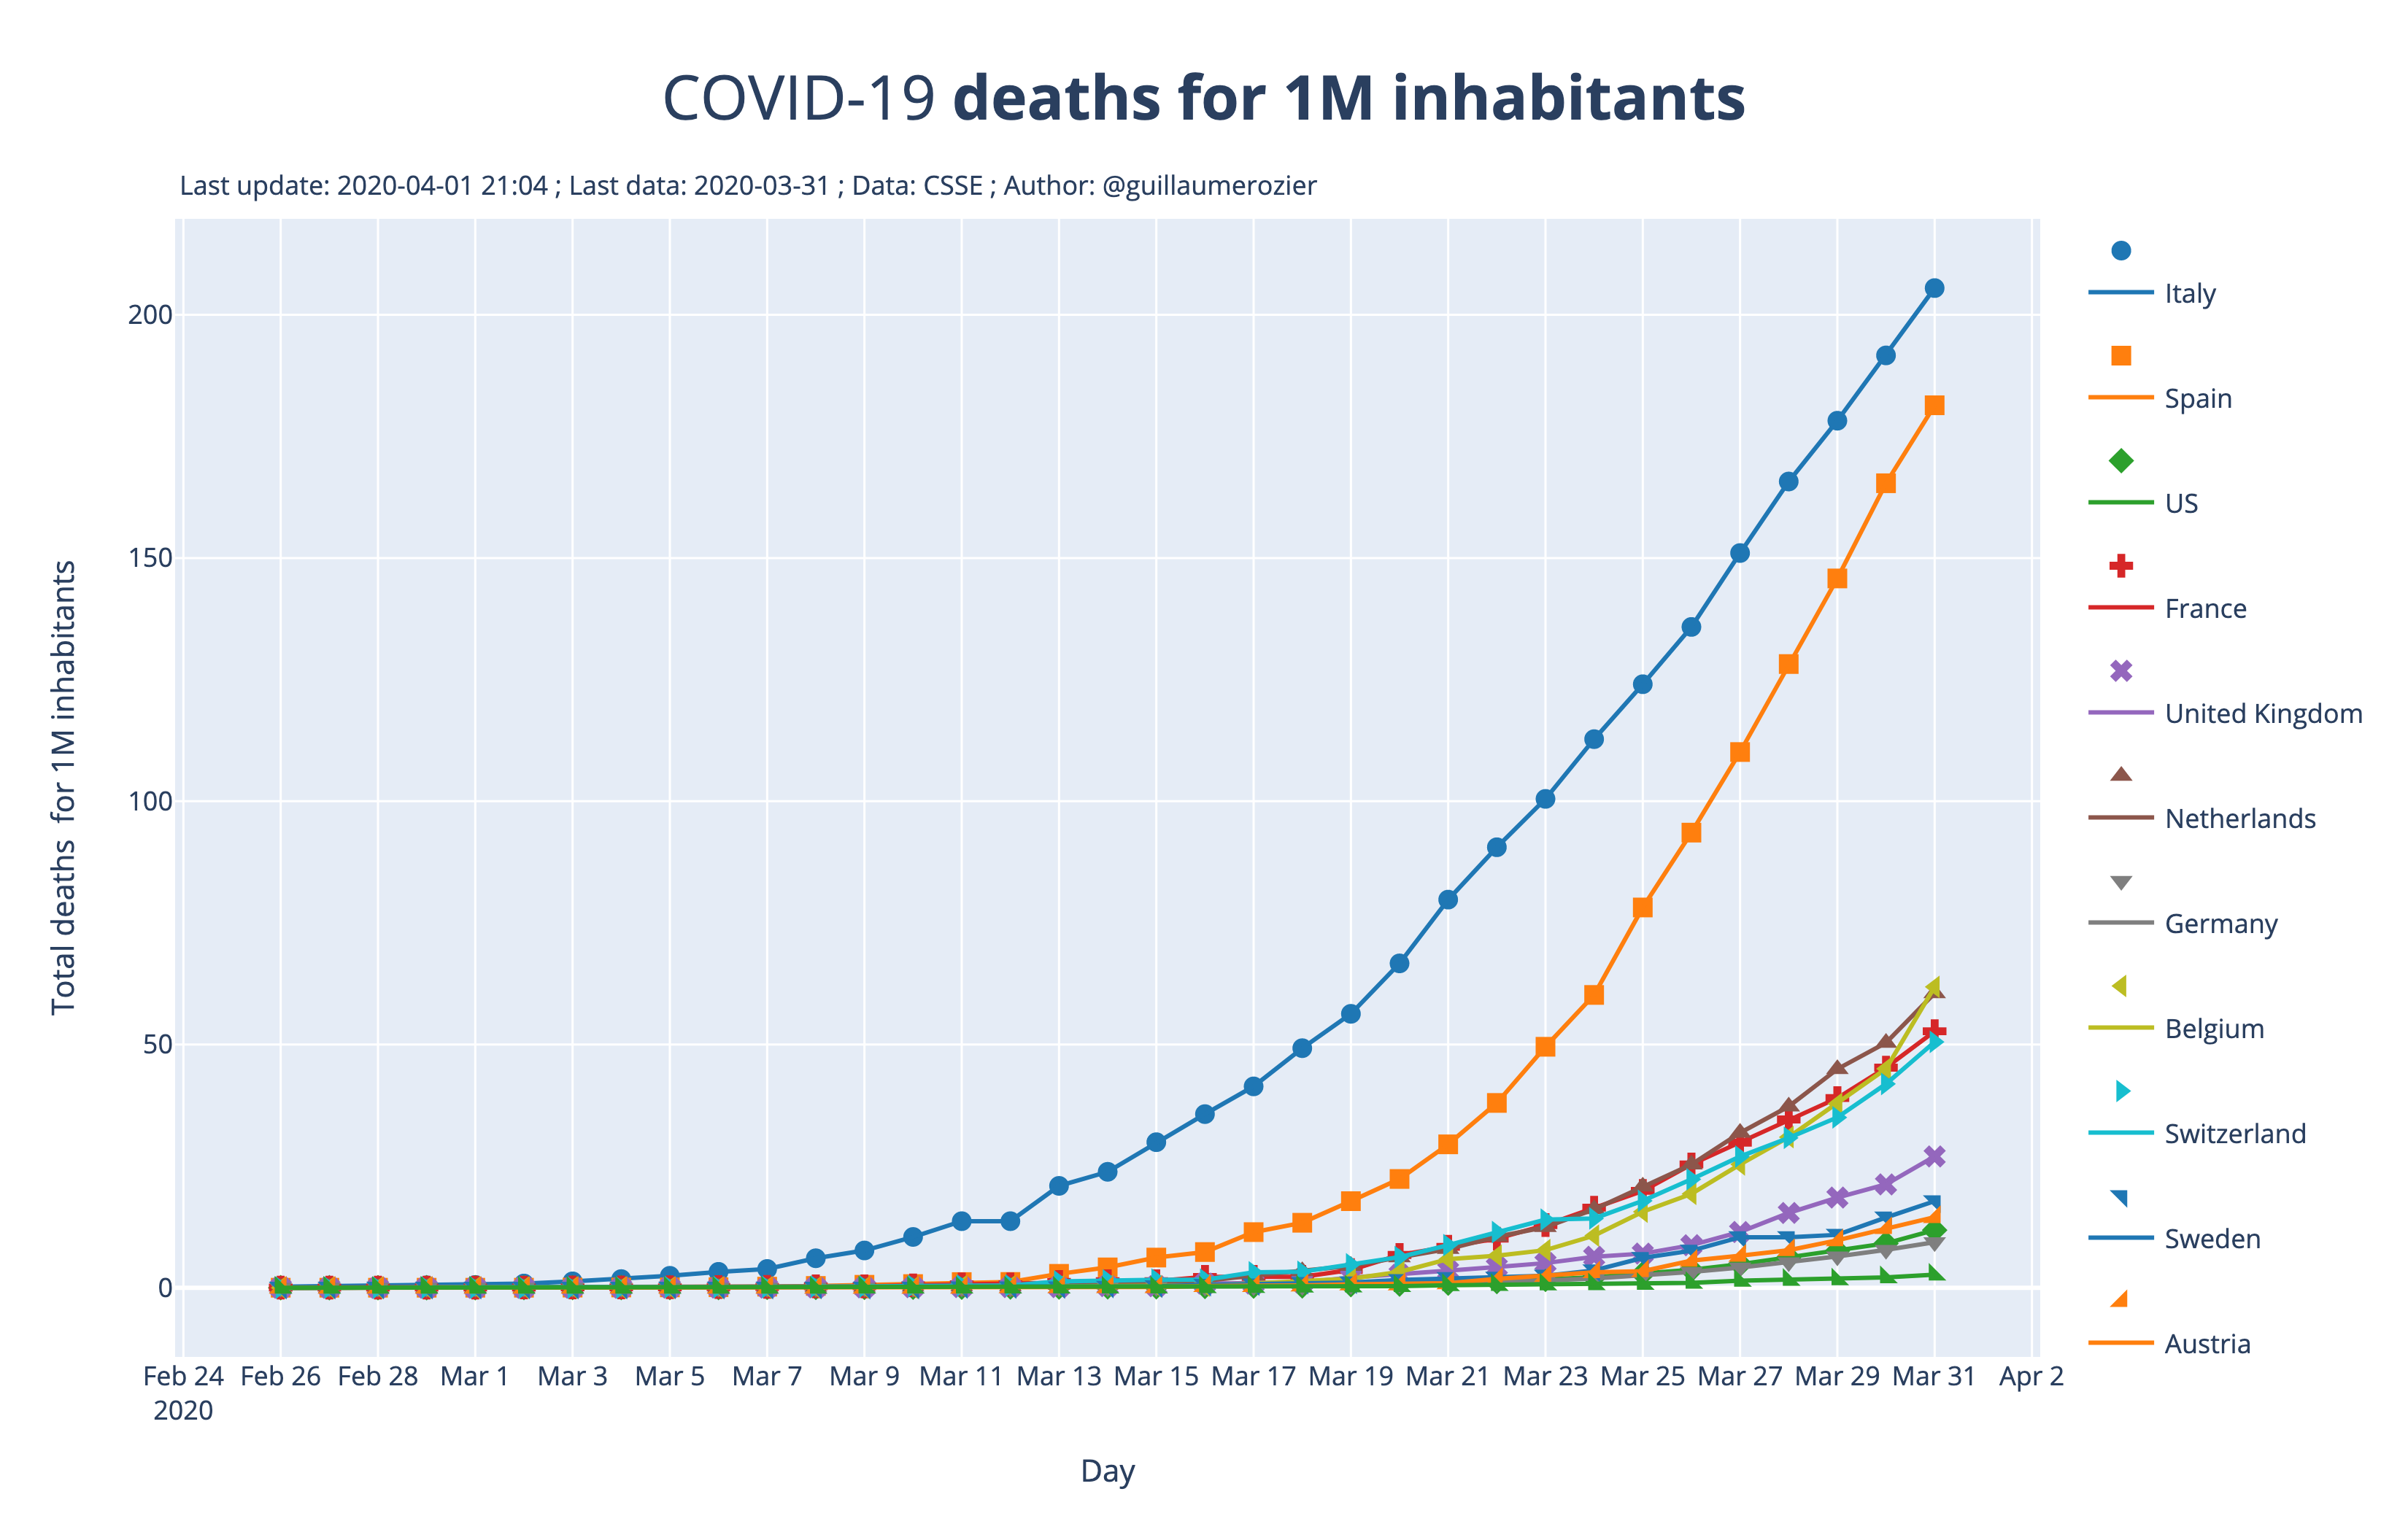 COVID-19 deaths for 1M inhabitants
Last update: 2020-04-01 21:04 ; Last data: 2020-03-31 ; Data: CSSE ; Author: @guillaumerozier
Total deaths for 1M inhabitants
200
150
100
50
0
Feb 24 Feb 26 Feb 28 Mar 1 Mar 3 Mar 5 Mar 7 Mar 9 Mar 11 Mar 13 Mar 15 Mar 17 Mar 19 Mar 21 Mar 23 Mar 25 Mar 27 Mar 29 Mar 31 Apr 2
2020
Day
Italy
Spain
US
France
United Kingdom
Netherlands
Germany
Belgium
Switzerland
Sweden
Austria